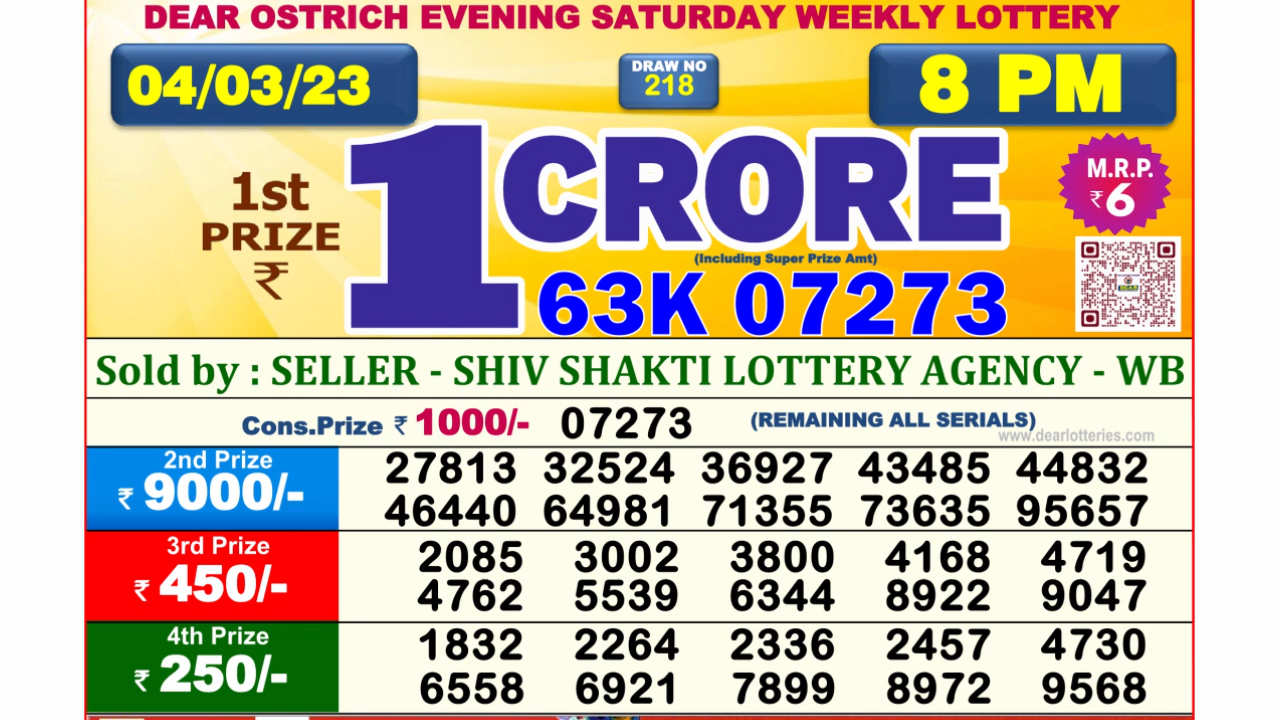 DEAR OSTRICH EVENING SATURDAY WEEKLY LOTTERY
04/03/23
DRAW NO
218
8 PM
1st
PRIZE
₹
1 CRORE
(Including Super Prize Amt)
63K 07273
M.R.P.
₹6
Sold by : SELLER - SHIV SHAKTI LOTTERY AGENCY - WB
Cons.Prize ₹ 1000/- 07273 (REMAINING ALL SERIALS)
www.dearlotteries.com
2nd Prize
₹ 9000/-
27813 32524 36927 43485 44832
46440 64981 71355 73635 95657
3rd Prize
₹ 450/-
2085 3002 3800 4168 4719
4762 5539 6344 8922 9047
4th Prize
₹ 250/-
1832 2264 2336 2457 4730
6558 6921 7899 8972 9568